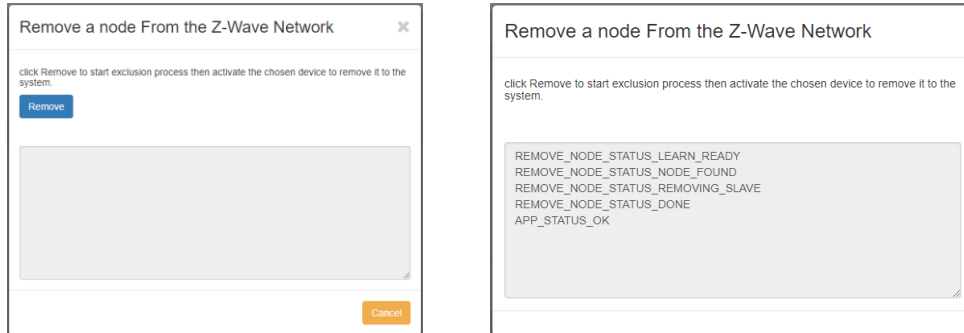 Remove a node From the Z-Wave Network
×
click Remove to start exclusion process then activate the chosen device to remove it to the
system.
Remove
Cancel
Remove a node From the Z-Wave Network
click Remove to start exclusion process then activate the chosen device to remove it to the
system.
REMOVE_NODE_STATUS_LEARN_READY
REMOVE_NODE_STATUS_NODE_FOUND
REMOVE_NODE_STATUS_REMOVING_SLAVE
REMOVE_NODE_STATUS_DONE
APP_STATUS_OK